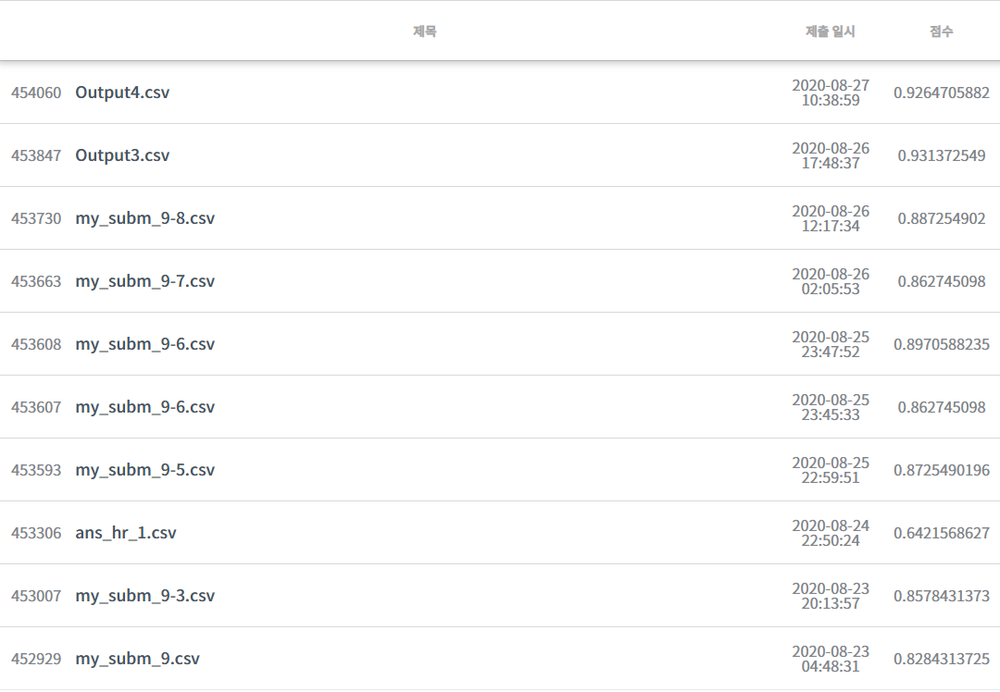 제목 제출 일시 점수
454060 Output4.csv 2020-08-27 10:38:59 0.9264705882
453847 Output3.csv 2020-08-26 17:48:37 0.931372549
453730 my_subm_9-8.csv 2020-08-26 12:17:34 0.887254902
453663 my_subm_9-7.csv 2020-08-26 02:05:53 0.862745098
453608 my_subm_9-6.csv 2020-08-25 23:47:52 0.8970588235
453607 my_subm_9-6.csv 2020-08-25 23:45:33 0.862745098
453593 my_subm_9-5.csv 2020-08-25 22:59:51 0.8725490196
453306 ans_hr_1.csv 2020-08-24 22:50:24 0.6421568627
453007 my_subm_9-3.csv 2020-08-23 20:13:57 0.8578431373
452929 my_subm_9.csv 2020-08-23 04:48:31 0.8284313725